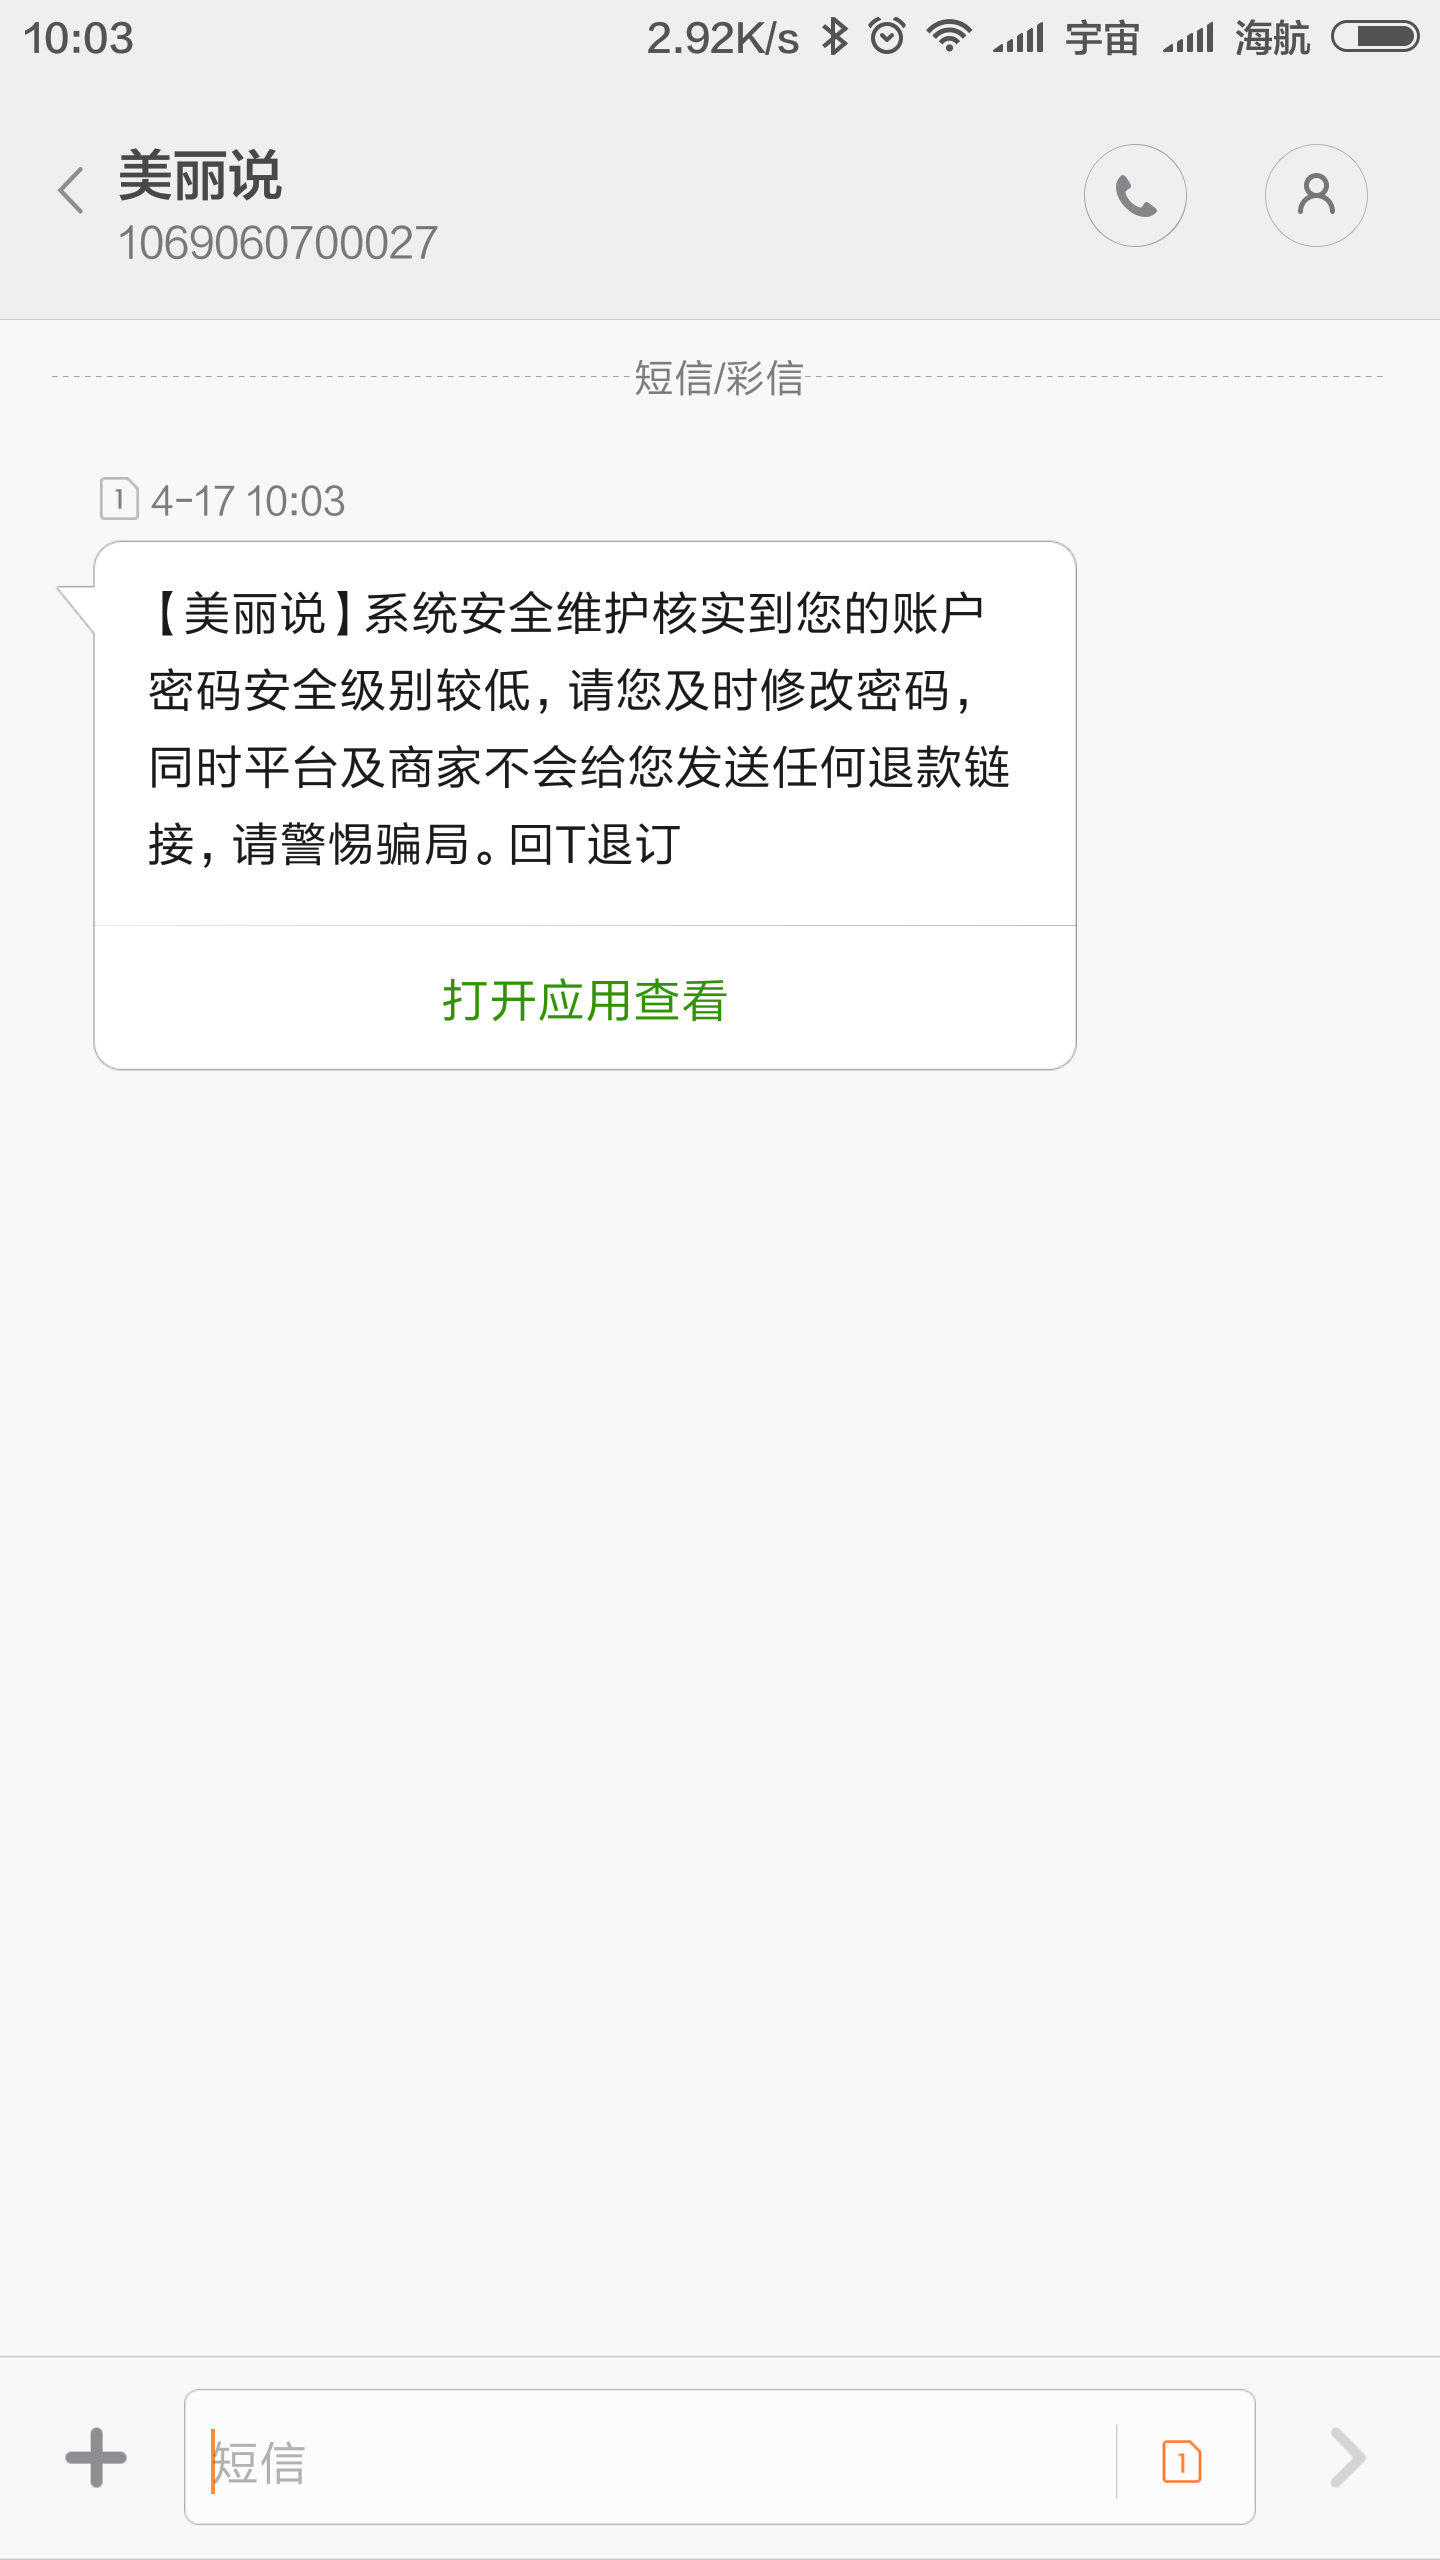 10:03 2.92K/s 宇宙 海航
美丽说
1069060700027
短信/彩信
1 4-17 10:03
【美丽说】系统安全维护核实到您的账户
密码安全级别较低，请您及时修改密码，
同时平台及商家不会给您发送任何退款链
接，请警惕骗局。回T退订
打开应用查看
短信 1